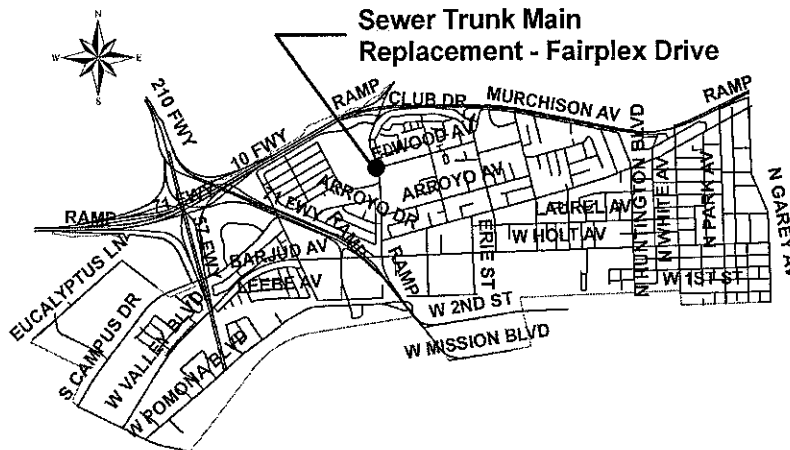 Sewer Trunk Main
Replacement - Fairplex Drive
N
W
E
S
210 FWY
RAMP
CLUB DR
MURCHISON AV
RAMP
10 FWY
EDWOOD AV
ARROYO AV
ARROYO DR
71 FWY
57 FWY
RAMP
RAMP
RAMP
LAUREL AV
W HOLT AV
ERIE ST
N HUNTINGTON BLVD
N WHITE AV
N PARK AV
N GAREY AV
BARJUD AV
LEEBE AV
W 1ST ST
W 2ND ST
W MISSION BLVD
EUCALYPTUS LN
S CAMPUS DR
W VALLEY BLVD
W POMONA BLVD